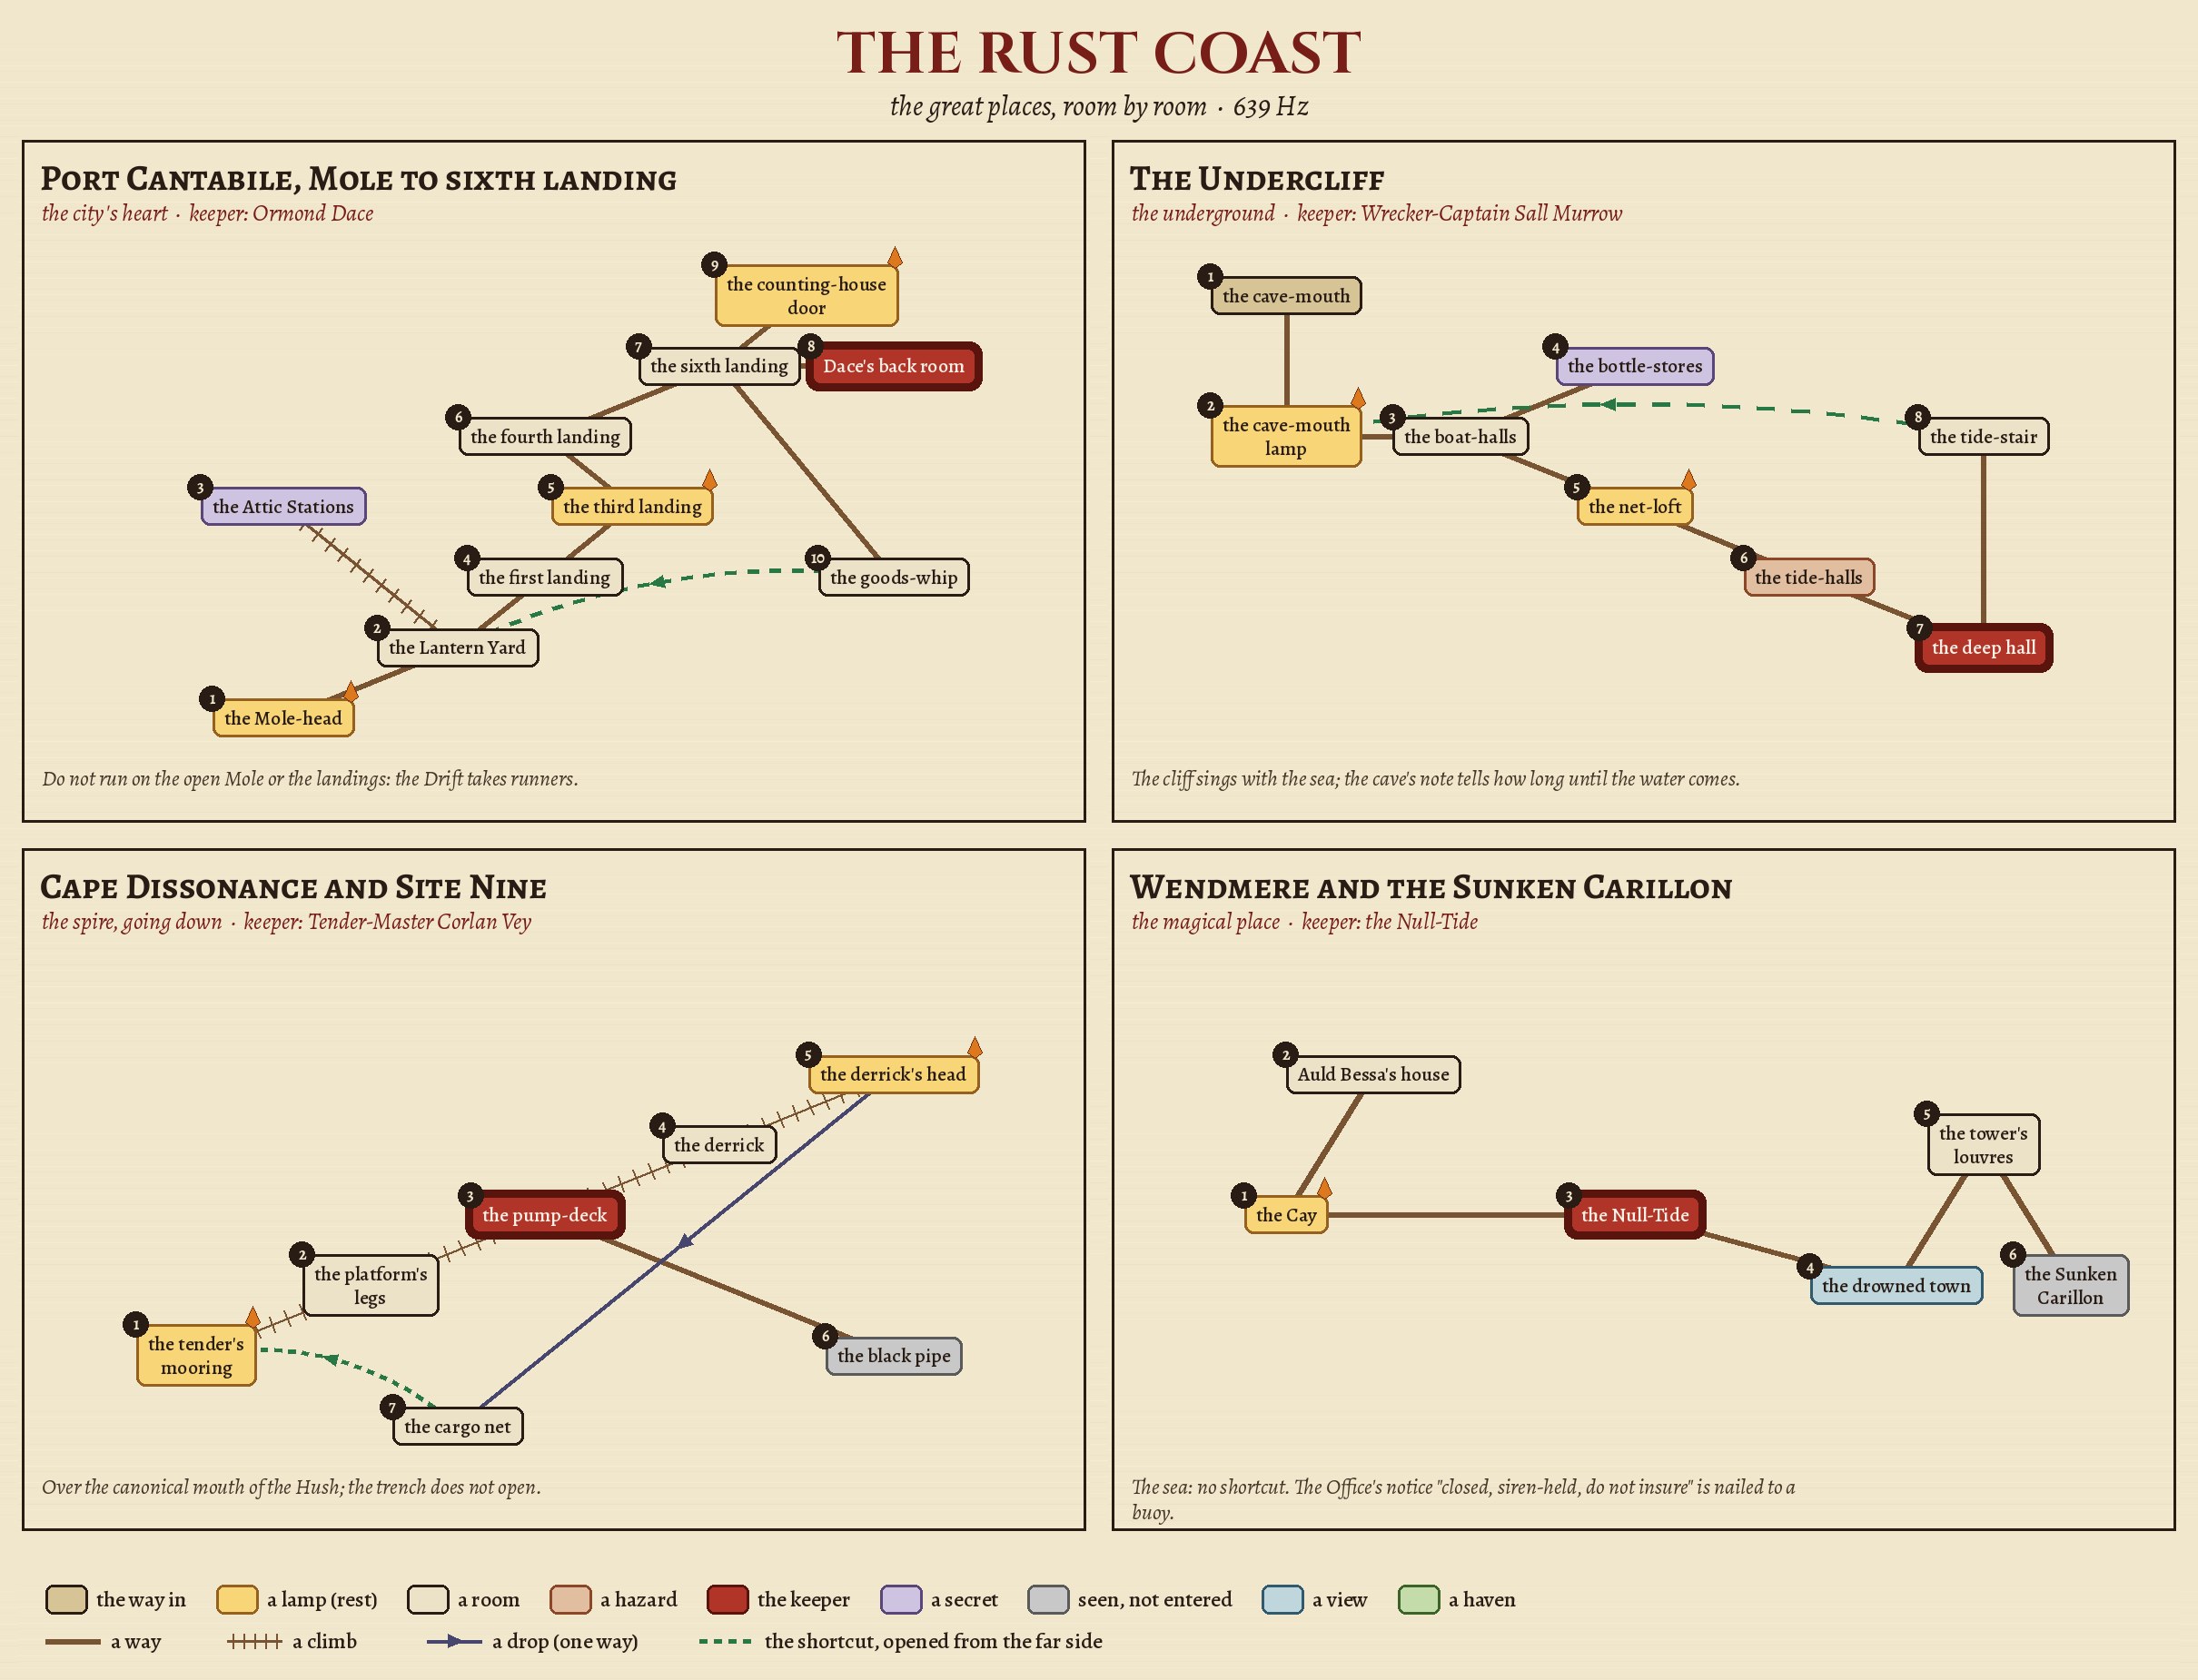 THE RUST COAST
the great places, room by room · 639 Hz
PORT CANTABILE, MOLE TO SIXTH LANDING
the city's heart · keeper: Ormond Dace
9
the counting-house
door
7
the sixth landing
8
Dace's back room
6
the fourth landing
3
the Attic Stations
5
the third landing
4
the first landing
10
the goods-whip
2
the Lantern Yard
1
the Mole-head
Do not run on the open Mole or the landings: the Drift takes runners.
THE UNDERCLIFF
the underground · keeper: Wrecker-Captain Sall Murrow
1
the cave-mouth
4
the bottle-stores
2
the cave-mouth
lamp
3
the boat-halls
8
the tide-stair
5
the net-loft
6
the tide-halls
7
the deep hall
The cliff sings with the sea; the cave's note tells how long until the water comes.
CAPE DISSONANCE AND SITE NINE
the spire, going down · keeper: Tender-Master Corlan Vey
5
the derrick's head
4
the derrick
3
the pump-deck
2
the platform's
legs
1
the tender's
mooring
6
the black pipe
7
the cargo net
Over the canonical mouth of the Hush; the trench does not open.
WENDMERE AND THE SUNKEN CARILLON
the magical place · keeper: the Null-Tide
2
Auld Bessa's house
5
the tower's
louvres
1
the Cay
3
the Null-Tide
4
the drowned town
6
the Sunken
Carillon
The sea: no shortcut. The Office's notice "closed, siren-held, do not insure" is nailed to a
buoy.
the way in
a lamp (rest)
a room
a hazard
the keeper
a secret
seen, not entered
a view
a haven
a way
a climb
a drop (one way)
the shortcut, opened from the far side